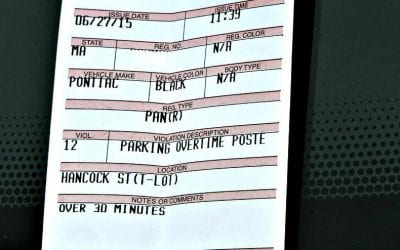 ISSUE DATE ISSUE TIME
06/27/15 11:39
STATE REG. NO. REG. COLOR
MA N/A
VEHICLE MAKE VEHICLE COLOR BODY TYPE
PONTIAC BLACK N/A
REG. TYPE
PAN(R)
VIOL. VIOLATION DESCRIPTION
12 PARKING OVERTIME POSTE
LOCATION
HANCOCK ST(T-LOT)
NOTES OR COMMENTS
OVER 30 MINUTES